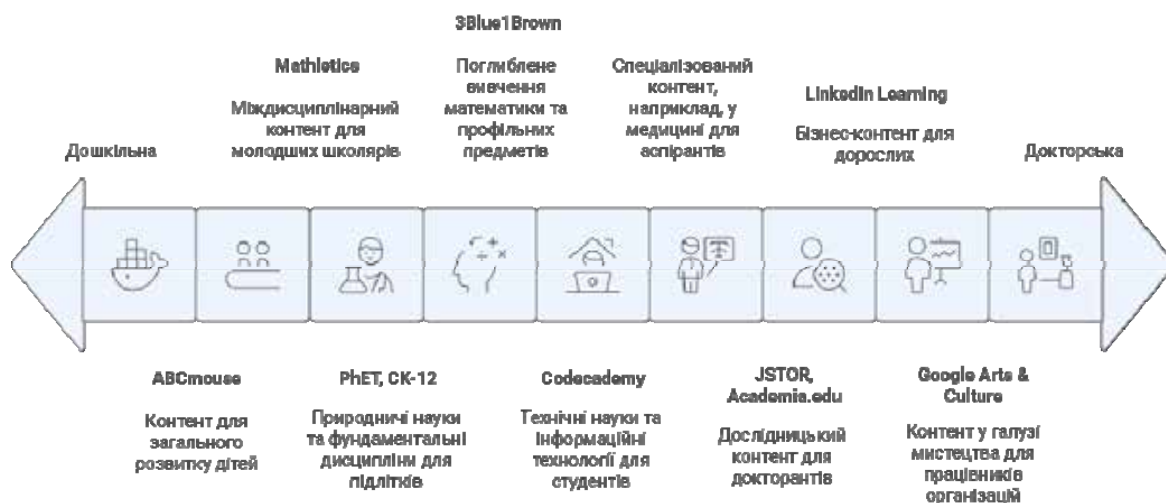 3Blue1Brown
Поглиблене
вивчення
математики та
профільних
предметів
Mathletics
Міждисциплінарний
контент для
молодших школярів
Спеціалізований
контент,
наприклад, у
медицині для
аспірантів
LinkedIn Learning
Бізнес-контент для
дорослих
Дошкільна
Докторська
ABCmouse
Контент для
загального
розвитку дітей
PhET, CK-12
Природничі науки
та фундаментальні
дисципліни для
підлітків
Codecademy
Технічні науки та
інформаційні
технології для
студентів
JSTOR,
Academia.edu
Дослідницький
контент для
докторантів
Google Arts &
Culture
Контент у галузі
мистецтва для
працівників
організацій